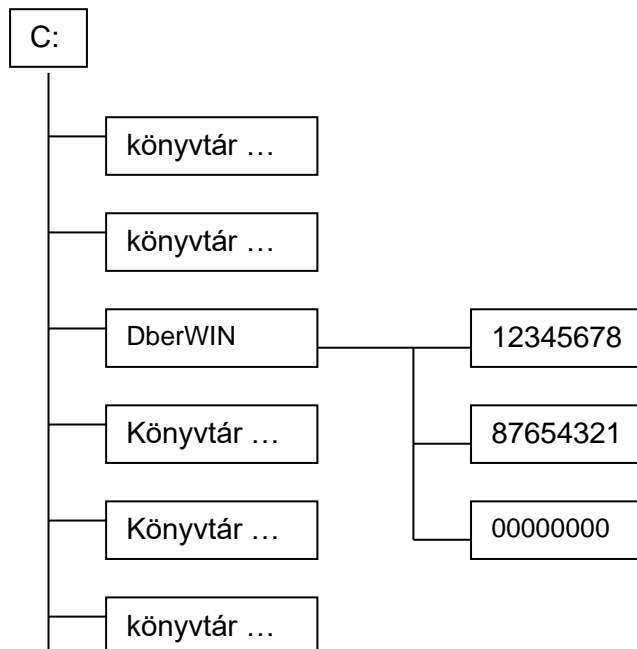 C:
könyvtár …
könyvtár …
DberWIN
12345678
Könyvtár …
87654321
Könyvtár …
00000000
könyvtár …